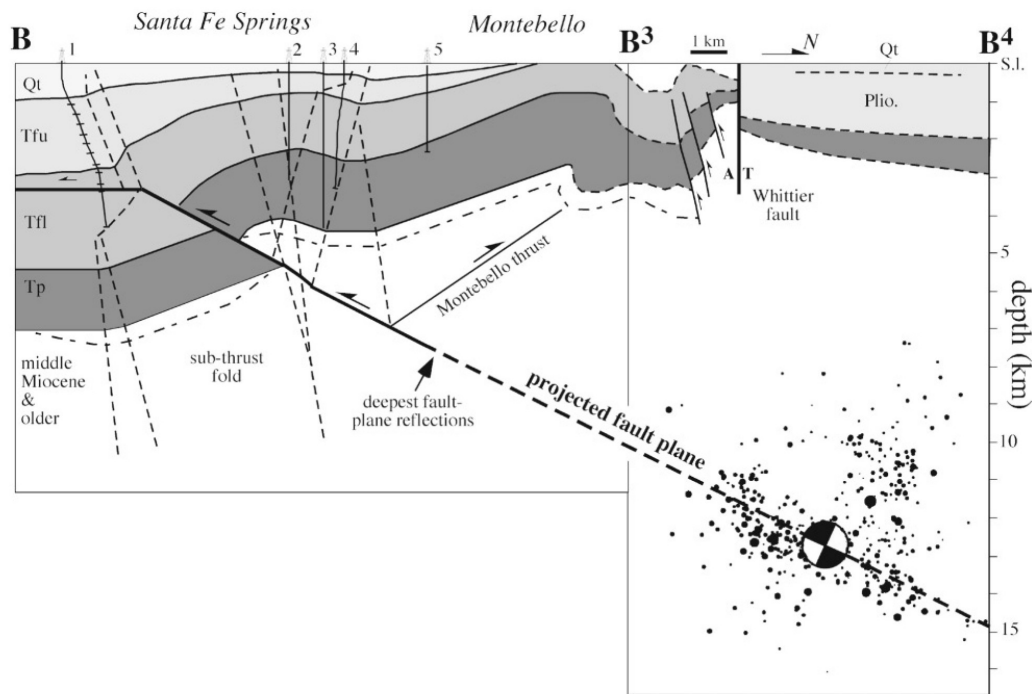 Santa Fe Springs
Montebello
B
1
2
3
4
5
B³
1 km
N
Qt
B⁴
S.l.
Qt
Tfu
Tfl
Tp
Plio.
A T
Whittier
fault
Montebello thrust
middle
Miocene
&
older
sub-thrust
fold
deepest fault-
plane reflections
projected fault plane
5
10
15
depth (km)